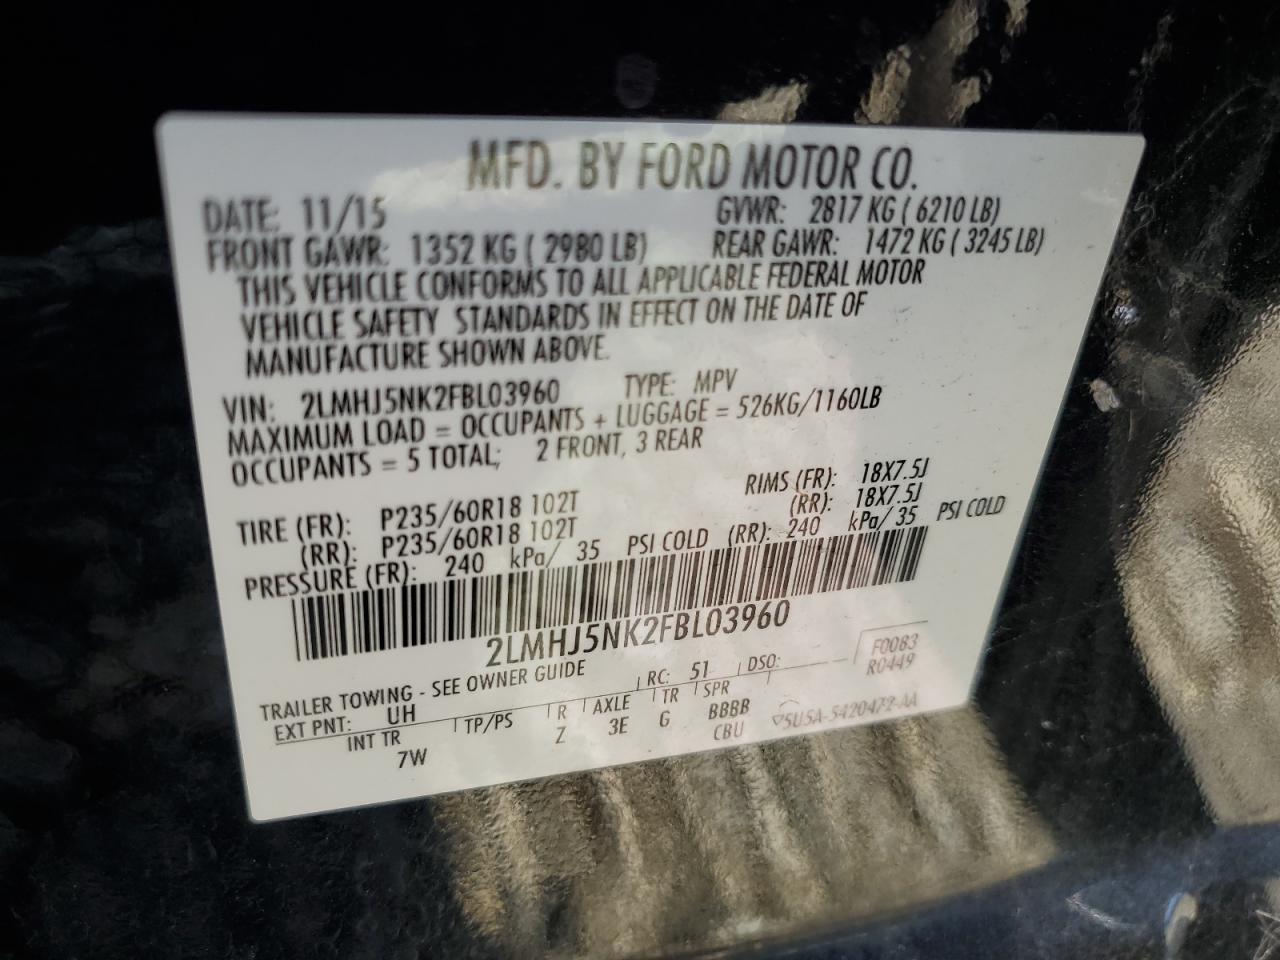 MFD. BY FORD MOTOR CO.
DATE: 11/15 GVWR: 2817 KG ( 6210 LB)
FRONT GAWR: 1352 KG ( 2980 LB) REAR GAWR: 1472 KG ( 3245 LB)
THIS VEHICLE CONFORMS TO ALL APPLICABLE FEDERAL MOTOR
VEHICLE SAFETY STANDARDS IN EFFECT ON THE DATE OF
MANUFACTURE SHOWN ABOVE.
VIN: 2LMHJ5NK2FBL03960 TYPE: MPV
MAXIMUM LOAD = OCCUPANTS + LUGGAGE = 526KG/1160LB
OCCUPANTS = 5 TOTAL; 2 FRONT, 3 REAR
TIRE (FR): P235/60R18 102T RIMS (FR): 18X7.5J
(RR): P235/60R18 102T (RR): 18X7.5J
PRESSURE (FR): 240 kPa/ 35 PSI COLD (RR): 240 kPa/ 35 PSI COLD
2LMHJ5NK2FBL03960
TRAILER TOWING - SEE OWNER GUIDE RC: 51 DSO: F0083
R0449
EXT PNT: UH TP/PS R AXLE TR SPR
INT TR Z 3E G BBBB 5U5A-5420472-AA
7W CBU